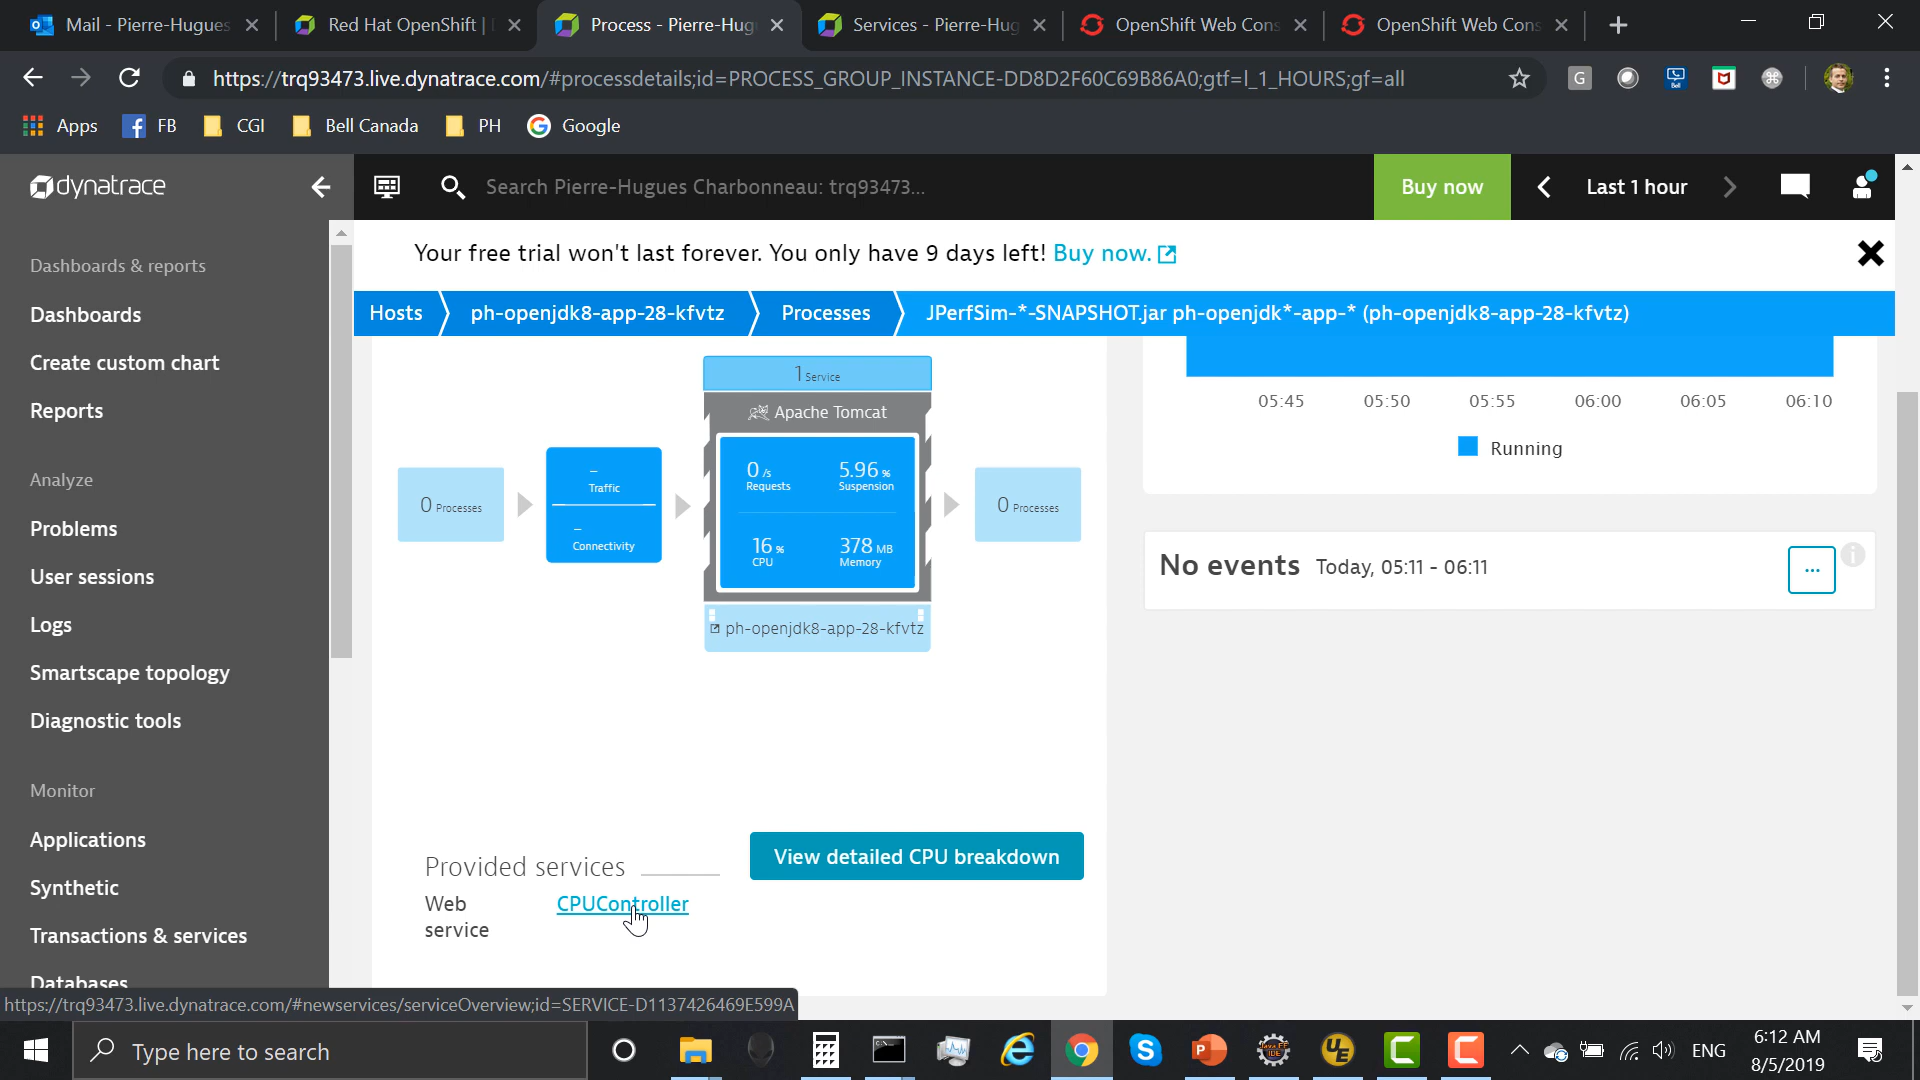 Mail - Pierre-Hugues
Red Hat OpenShift |
Process - Pierre-Hug
Services - Pierre-Hug
OpenShift Web Cons
OpenShift Web Cons
https://trq93473.live.dynatrace.com/#processdetails;id=PROCESS_GROUP_INSTANCE-DD8D2F60C69B86A0;gtf=l_1_HOURS;gf=all
Apps
FB
CGI
Bell Canada
PH
Google
dynatrace
Search Pierre-Hugues Charbonneau: trq93473...
Buy now
Last 1 hour
Your free trial won't last forever. You only have 9 days left! Buy now.
Hosts
ph-openjdk8-app-28-kfvtz
Processes
JPerfSim-*-SNAPSHOT.jar ph-openjdk*-app-* (ph-openjdk8-app-28-kfvtz)
Dashboards & reports
Dashboards
Create custom chart
Reports
Analyze
Problems
User sessions
Logs
Smartscape topology
Diagnostic tools
Monitor
Applications
Synthetic
Transactions & services
Databases
1 Service
Apache Tomcat
0 /s
Requests
5.96 %
Suspension
16 %
CPU
378 MB
Memory
0 Processes
– Traffic
– Connectivity
0 Processes
ph-openjdk8-app-28-kfvtz
05:45 05:50 05:55 06:00 06:05 06:10
Running
No events Today, 05:11 - 06:11
...
Provided services
View detailed CPU breakdown
Web service
CPUController
https://trq93473.live.dynatrace.com/#newservices/serviceOverview;id=SERVICE-D1137426469E599A
Type here to search
ENG
6:12 AM
8/5/2019